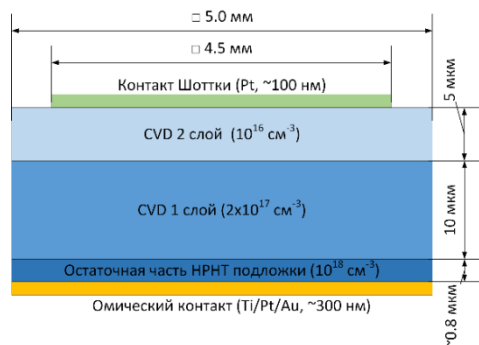 □ 5.0 мм
□ 4.5 мм
Контакт Шоттки (Pt, ~100 нм)
5 мкм
CVD 2 слой (10¹⁶ см⁻³)
CVD 1 слой (2x10¹⁷ см⁻³)
10 мкм
Остаточная часть НРНТ подложки (10¹⁸ см⁻³)
Омический контакт (Ti/Pt/Au, ~300 нм)
~0.8 мкм